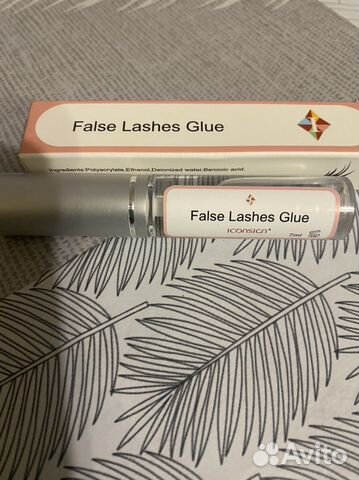 False Lashes Glue
Ingredients:Polyacrylate,Ethanol,Deionized water,Benzoic acid
False Lashes Glue
ICONSIGN
7ml
Avito